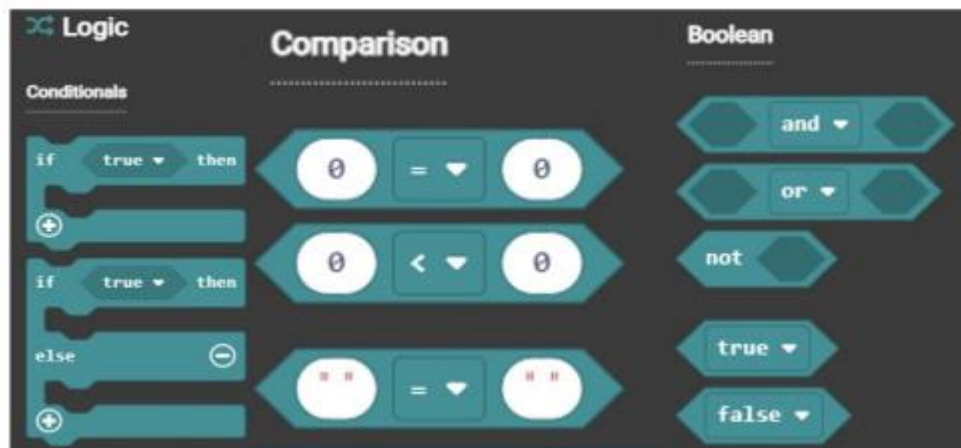 Logic
Conditionals
if true then
if true then
else
Comparison
0 = 0
0 < 0
" " = " "
Boolean
and
or
not
true
false